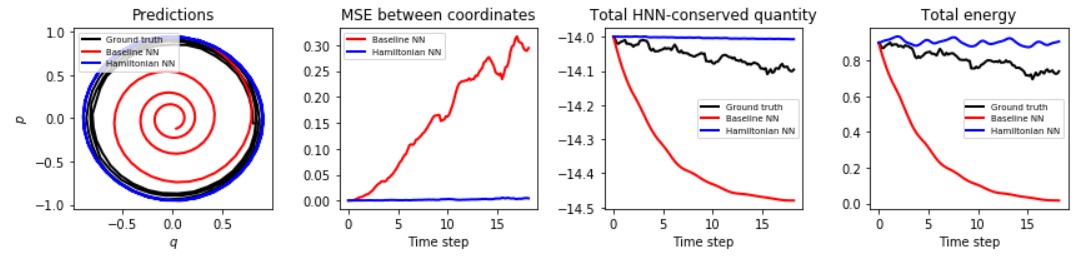 Predictions
1.0
0.5
0.0
−0.5
−1.0
p
−0.5
0.0
0.5
q
Ground truth
Baseline NN
Hamiltonian NN
MSE between coordinates
0.30
0.25
0.20
0.15
0.10
0.05
0.00
0
5
10
15
Time step
Baseline NN
Hamiltonian NN
Total HNN-conserved quantity
−14.0
−14.1
−14.2
−14.3
−14.4
−14.5
0
5
10
15
Time step
Ground truth
Baseline NN
Hamiltonian NN
Total energy
0.8
0.6
0.4
0.2
0.0
0
5
10
15
Time step
Ground truth
Baseline NN
Hamiltonian NN